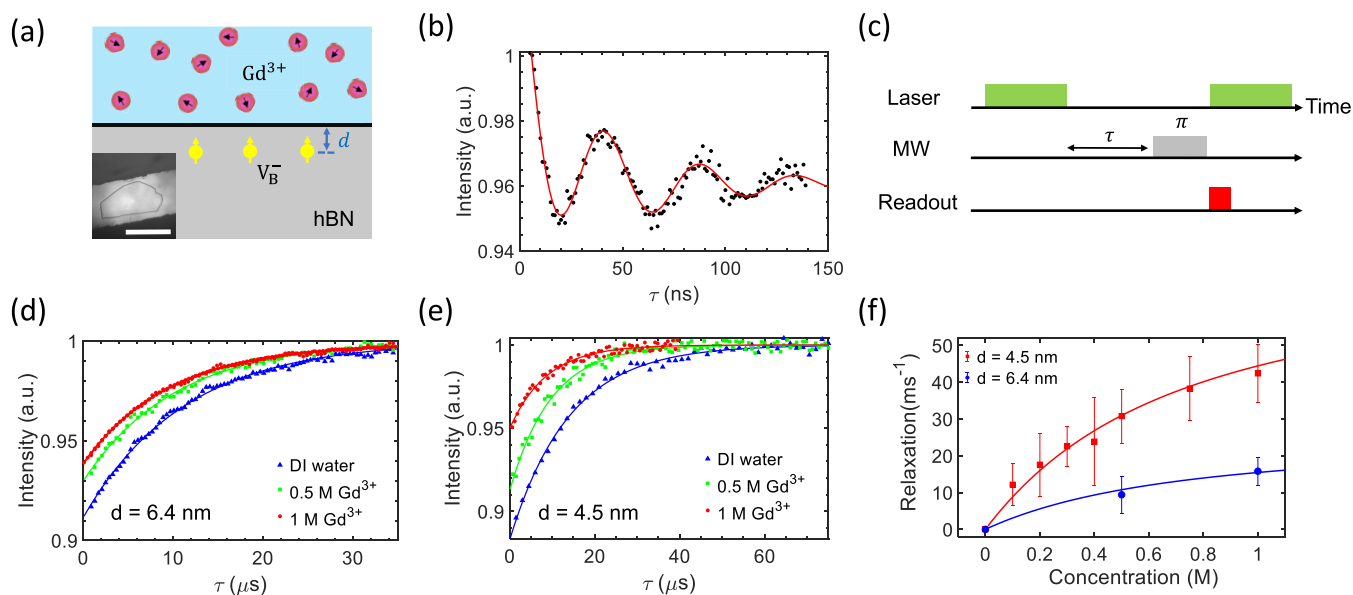 (a)
Gd³⁺
d
V_B⁻
hBN
(b)
Intensity (a.u.)
1
0.98
0.96
0.94
0
50
100
150
τ (ns)
(c)
Laser
Time
π
MW
τ
Readout
(d)
Intensity (a.u.)
1
0.95
0.9
DI water
0.5 M Gd³⁺
1 M Gd³⁺
d = 6.4 nm
0
10
20
30
τ (μs)
(e)
Intensity (a.u.)
1
0.95
0.9
DI water
0.5 M Gd³⁺
1 M Gd³⁺
d = 4.5 nm
0
20
40
60
τ (μs)
(f)
Relaxation(ms⁻¹)
50
40
30
20
10
0
d = 4.5 nm
d = 6.4 nm
0
0.2
0.4
0.6
0.8
1
Concentration (M)